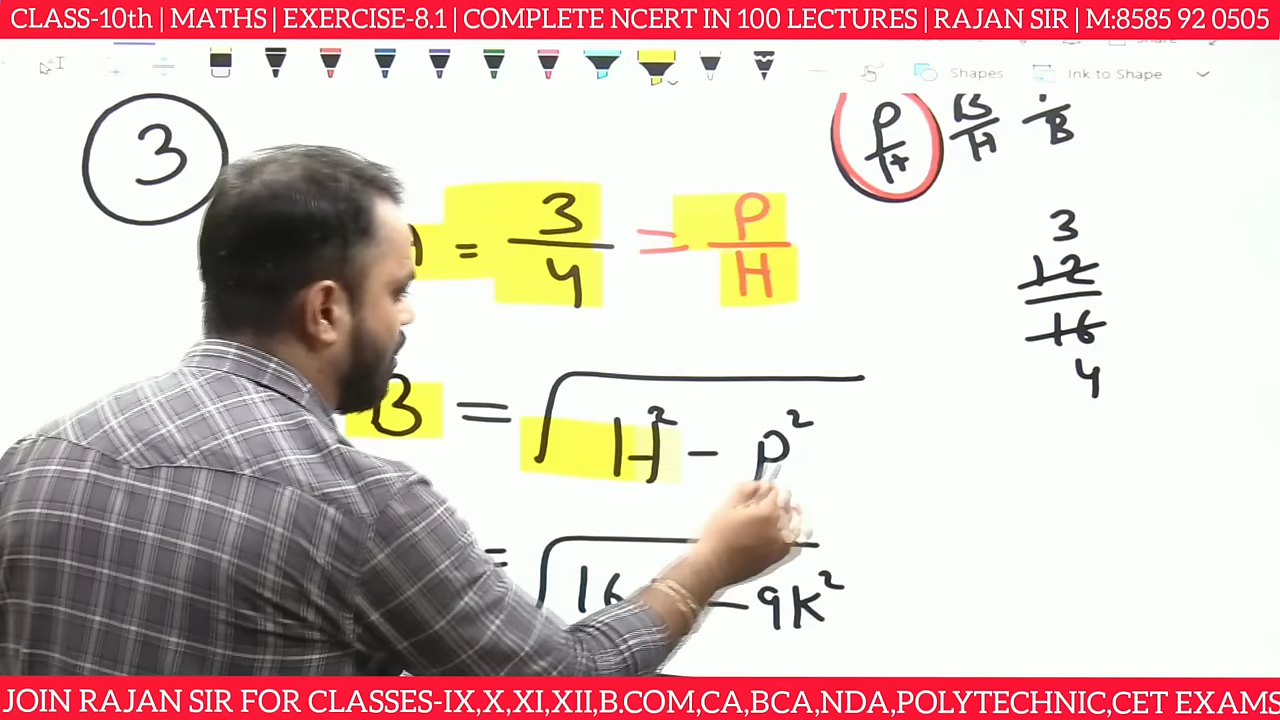 CLASS-10th | MATHS | EXERCISE-8.1 | COMPLETE NCERT IN 100 LECTURES | RAJAN SIR | M:8585 92 0505
Shapes
Ink to Shape
3
P/H B/H /B
= 3/4 = P/H
3
12/16
4
B = √H² - P²
= √16 - 9K²
JOIN RAJAN SIR FOR CLASSES-IX,X,XI,XII,B.COM,CA,BCA,NDA,POLYTECHNIC,CET EXAMS